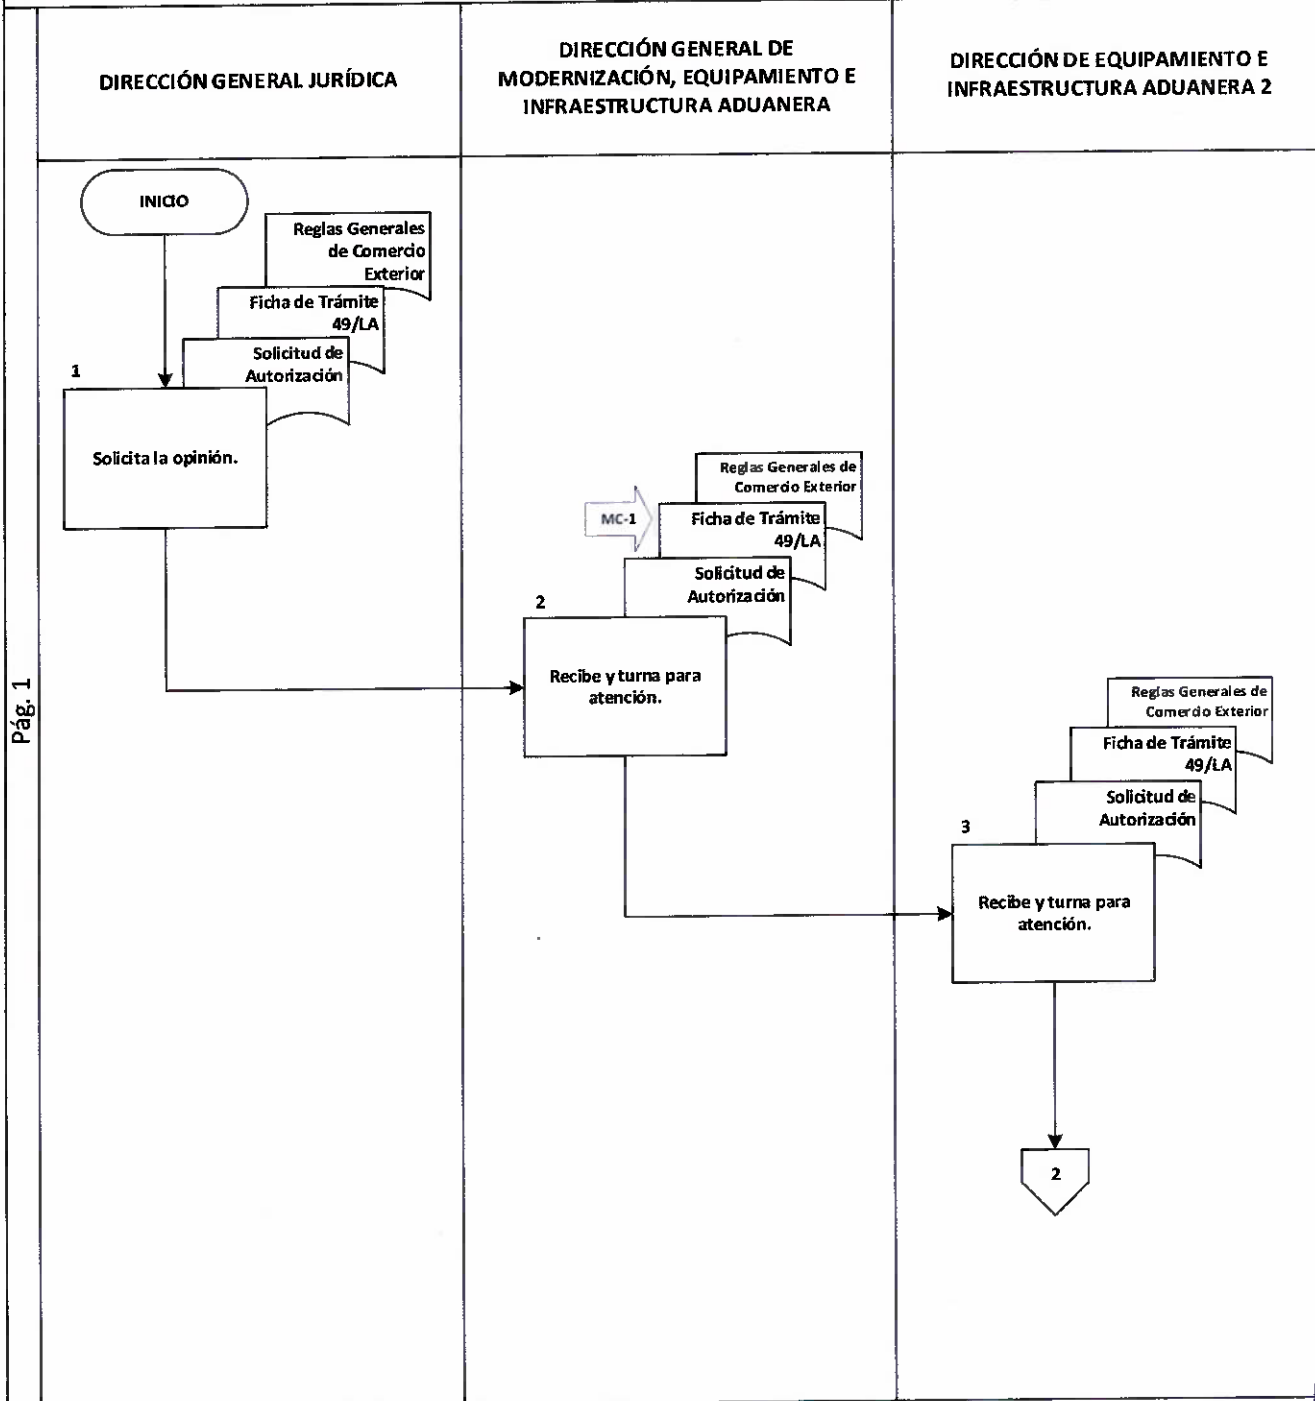 DIRECCIÓN GENERAL JURÍDICA
DIRECCIÓN GENERAL DE
MODERNIZACIÓN, EQUIPAMIENTO E
INFRAESTRUCTURA ADUANERA
DIRECCIÓN DE EQUIPAMIENTO E
INFRAESTRUCTURA ADUANERA 2
Pág. 1
INICIO
Reglas Generales
de Comercio
Exterior
Ficha de Trámite
49/LA
Solicitud de
Autorización
1
Solicita la opinión.
Reglas Generales de
Comercio Exterior
MC-1
Ficha de Trámite
49/LA
Solicitud de
Autorización
2
Recibe y turna para
atención.
Reglas Generales de
Comercio Exterior
Ficha de Trámite
49/LA
Solicitud de
Autorización
3
Recibe y turna para
atención.
2